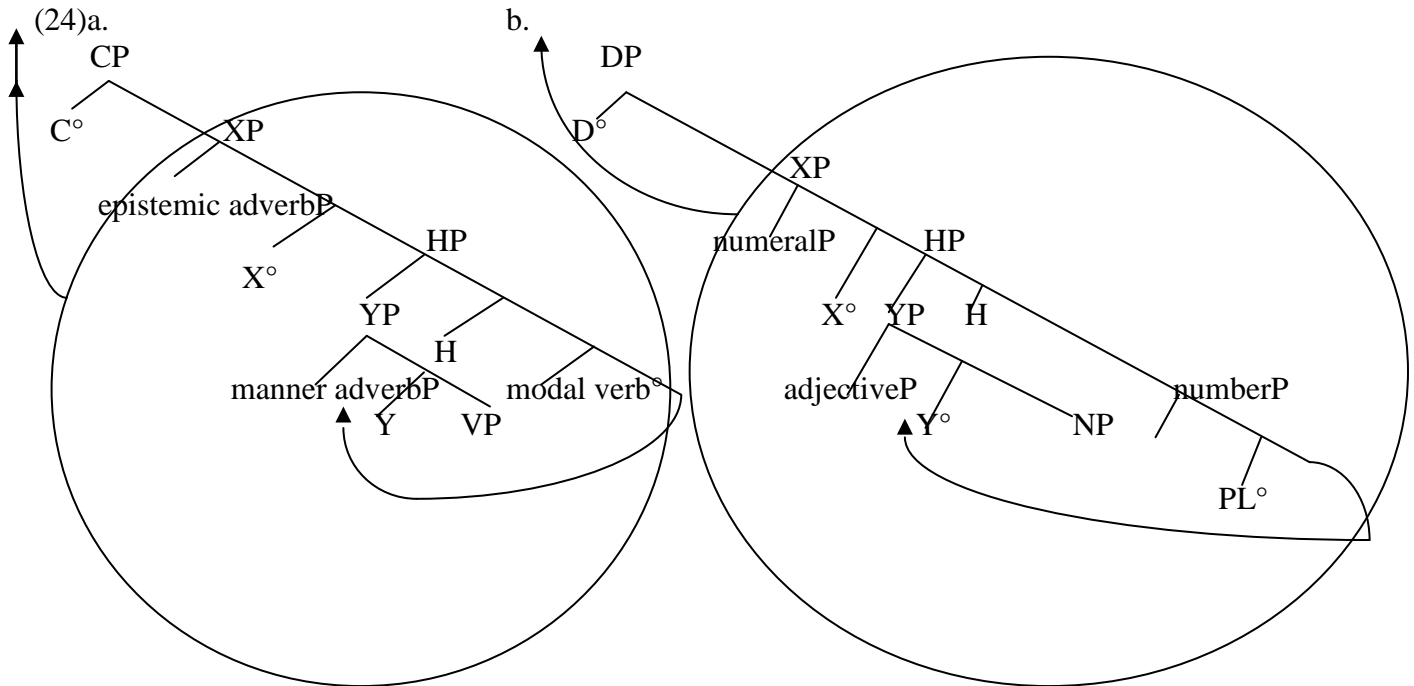 (24)a. b.
CP DP
C° XP D°
XP
epistemic adverbP numeralP
HP HP
X°
YP X° YP H
H
manner adverbP modal verb° adjectiveP numberP
Y VP Y° NP
PL°